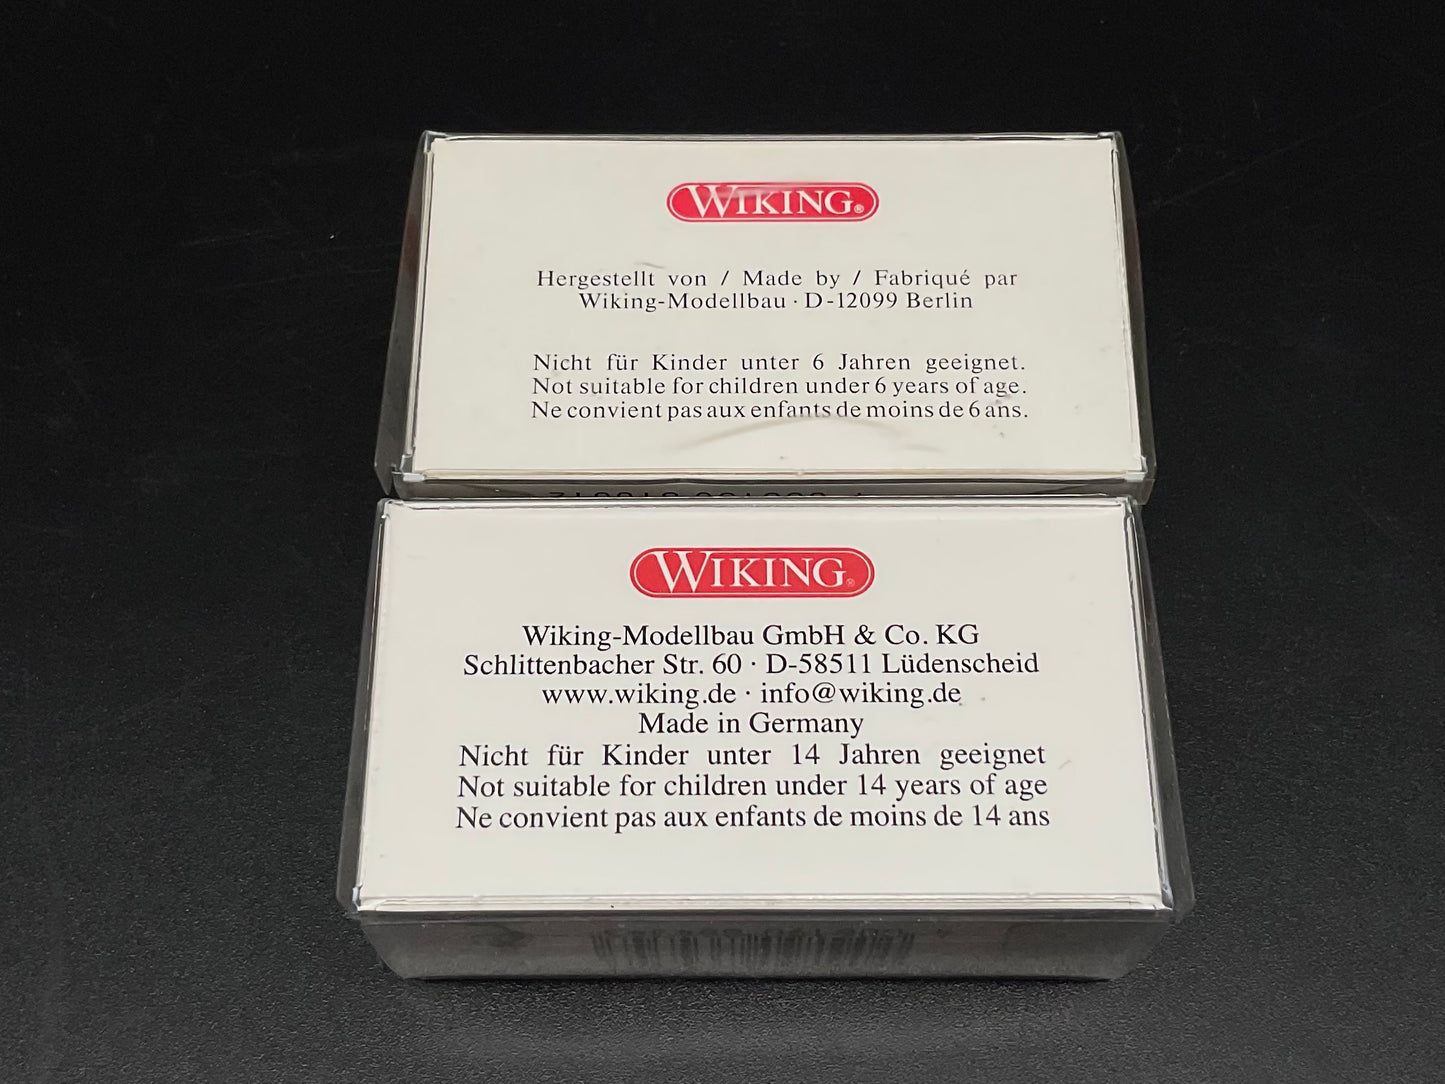 WIKING®
Hergestellt von / Made by / Fabriqué par
Wiking-Modellbau · D-12099 Berlin
Nicht für Kinder unter 6 Jahren geeignet.
Not suitable for children under 6 years of age.
Ne convient pas aux enfants de moins de 6 ans.
WIKING®
Wiking-Modellbau GmbH & Co. KG
Schlittenbacher Str. 60 · D-58511 Lüdenscheid
www.wiking.de · info@wiking.de
Made in Germany
Nicht für Kinder unter 14 Jahren geeignet
Not suitable for children under 14 years of age
Ne convient pas aux enfants de moins de 14 ans